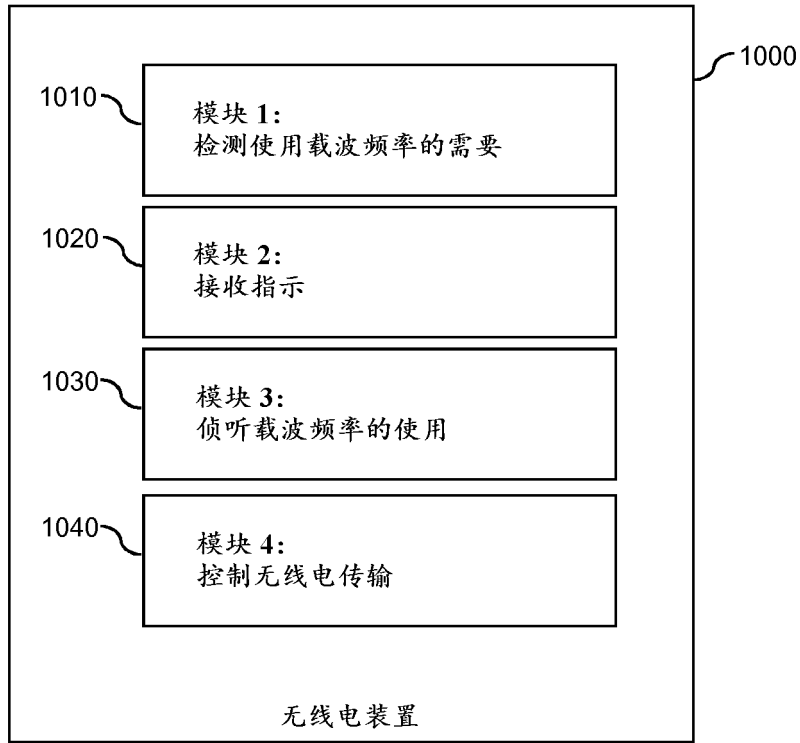 1000
1010
模块 1:
检测使用载波频率的需要
1020
模块 2:
接收指示
1030
模块 3:
侦听载波频率的使用
1040
模块 4:
控制无线电传输
无线电装置